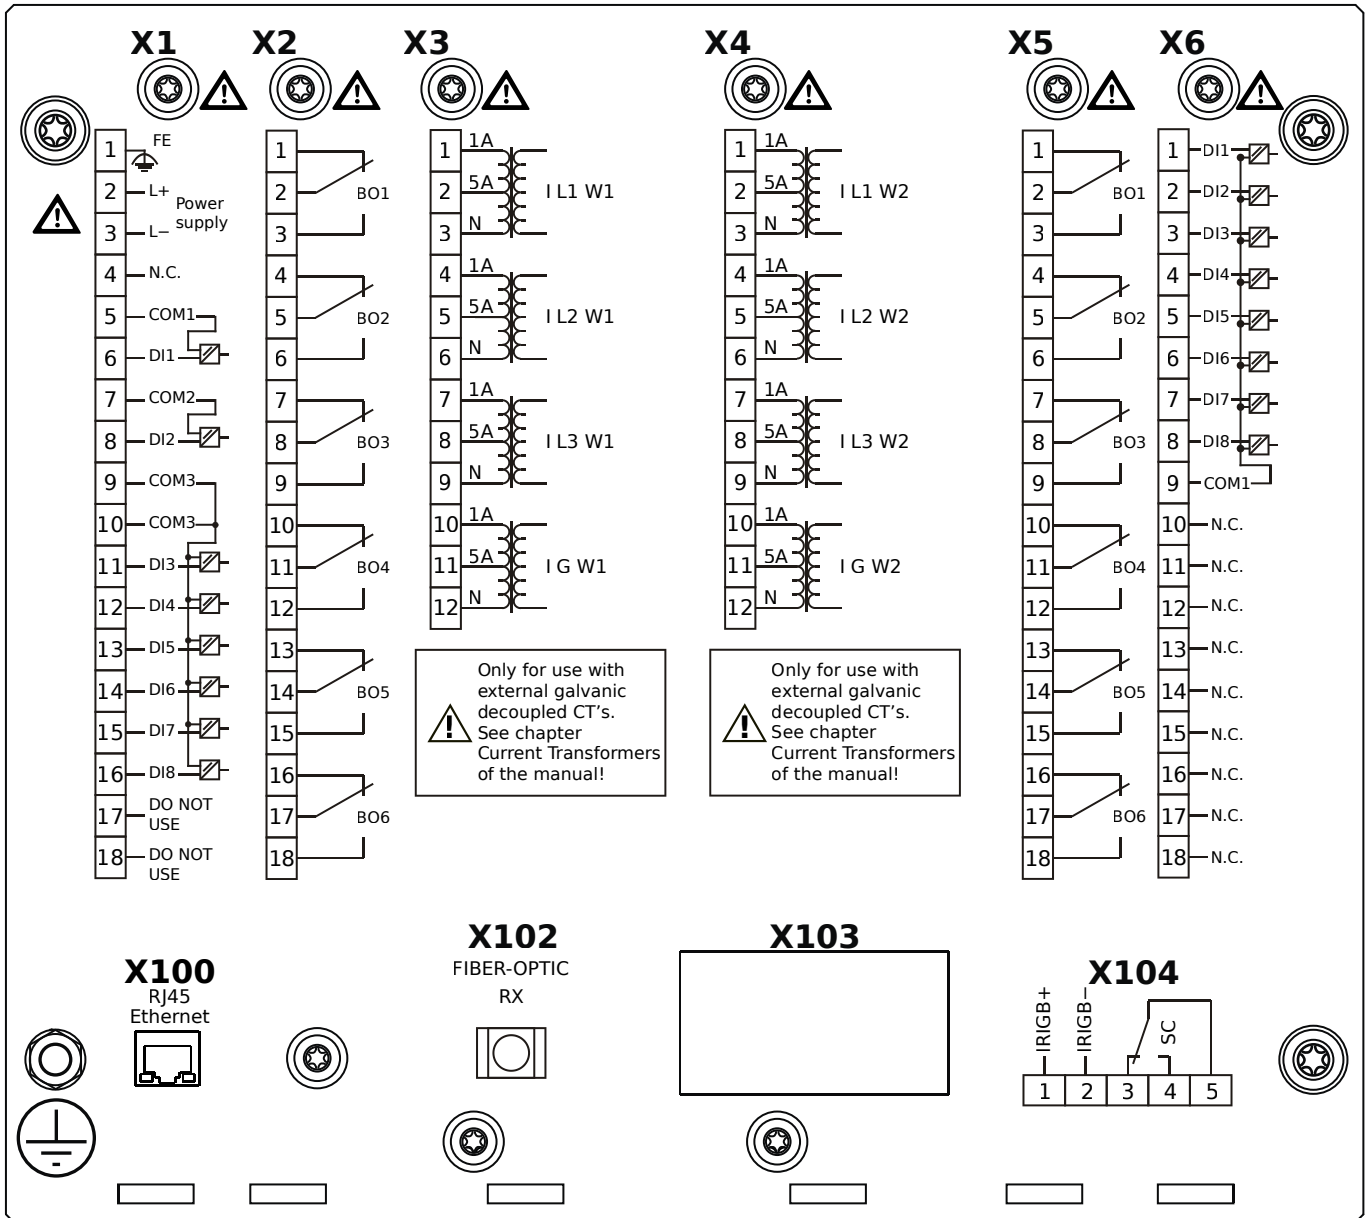 X1
X2
X3
X4
X5
X6
1
FE
2
L+
Power
supply
3
L−
4
N.C.
5
COM1
6
DI1
7
COM2
8
DI2
9
COM3
10
COM3
11
DI3
12
DI4
13
DI5
14
DI6
15
DI7
16
DI8
17
DO NOT
USE
18
DO NOT
USE
1
2
BO1
3
4
5
BO2
6
7
8
BO3
9
10
11
BO4
12
13
14
BO5
15
16
17
BO6
18
1
1A
2
5A
I L1 W1
3
N
4
1A
5
5A
I L2 W1
6
N
7
1A
8
5A
I L3 W1
9
N
10
1A
11
5A
I G W1
12
N
Only for use with
external galvanic
decoupled CT's.
See chapter
Current Transformers
of the manual!
1
1A
2
5A
I L1 W2
3
N
4
1A
5
5A
I L2 W2
6
N
7
1A
8
5A
I L3 W2
9
N
10
1A
11
5A
I G W2
12
N
Only for use with
external galvanic
decoupled CT's.
See chapter
Current Transformers
of the manual!
1
2
BO1
3
4
5
BO2
6
7
8
BO3
9
10
11
BO4
12
13
14
BO5
15
16
17
BO6
18
1
DI1
2
DI2
3
DI3
4
DI4
5
DI5
6
DI6
7
DI7
8
DI8
9
COM1
10
N.C.
11
N.C.
12
N.C.
13
N.C.
14
N.C.
15
N.C.
16
N.C.
17
N.C.
18
N.C.
X100
RJ45
Ethernet
X102
FIBER-OPTIC
RX
X103
X104
IRIGB+
IRIGB−
SC
1
2
3
4
5